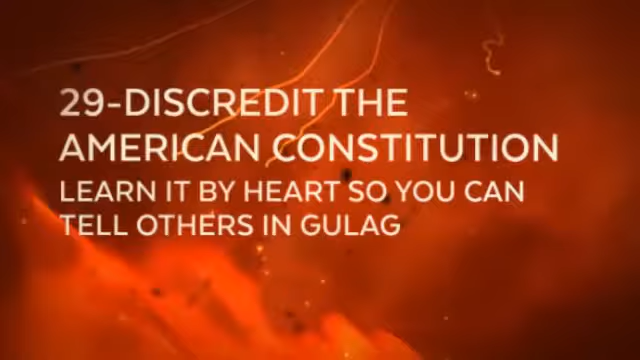 29-DISCREDIT THE
AMERICAN CONSTITUTION
LEARN IT BY HEART SO YOU CAN
TELL OTHERS IN GULAG